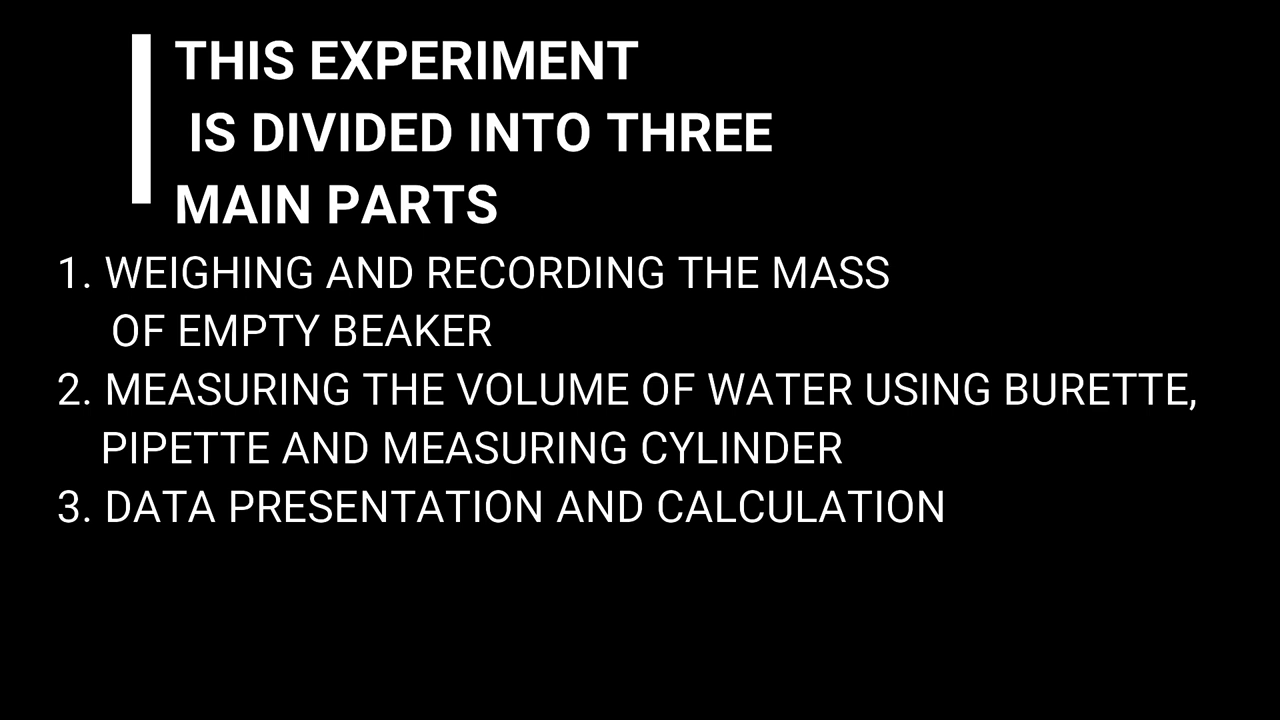 THIS EXPERIMENT
IS DIVIDED INTO THREE
MAIN PARTS
1. WEIGHING AND RECORDING THE MASS
OF EMPTY BEAKER
2. MEASURING THE VOLUME OF WATER USING BURETTE,
PIPETTE AND MEASURING CYLINDER
3. DATA PRESENTATION AND CALCULATION